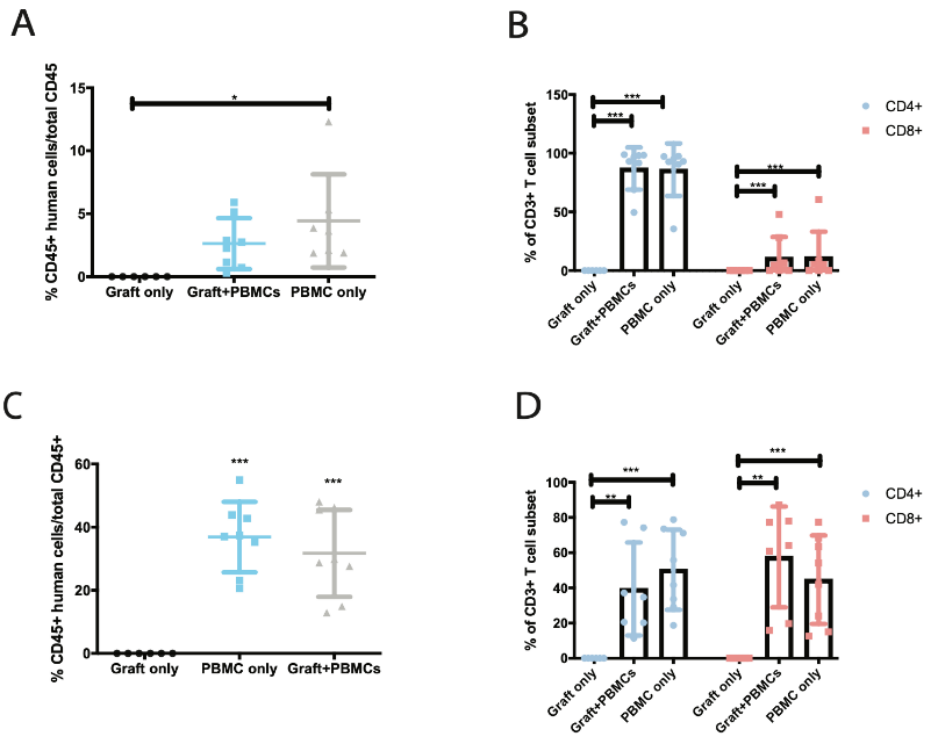 A
% CD45+ human cells/total CD45
15
10
5
0
*
Graft only
Graft+PBMCs
PBMC only
B
% of CD3+ T cell subset
150
100
50
0
***
***
***
***
Graft only
Graft+PBMCs
PBMC only
Graft only
Graft+PBMCs
PBMC only
CD4+
CD8+
C
% CD45+ human cells/total CD45+
60
40
20
0
***
***
Graft only
PBMC only
Graft+PBMCs
D
% of CD3+ T cell subset
100
80
60
40
20
0
***
**
***
**
Graft only
Graft+PBMCs
PBMC only
Graft only
Graft+PBMCs
PBMC only
CD4+
CD8+